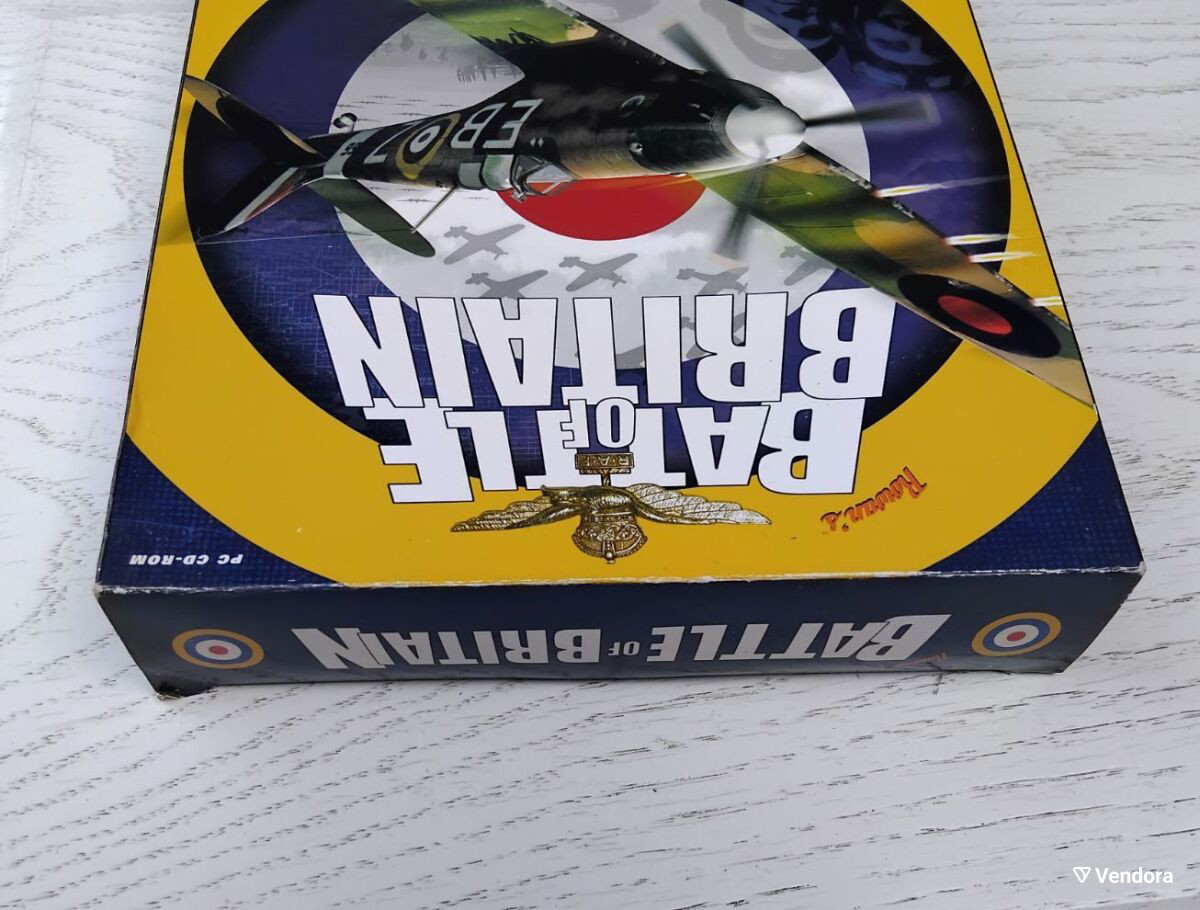 Rowan's
BATTLE
OF
BRITAIN
PC CD-ROM
BATTLE OF BRITAIN
EB
Z
Vendora